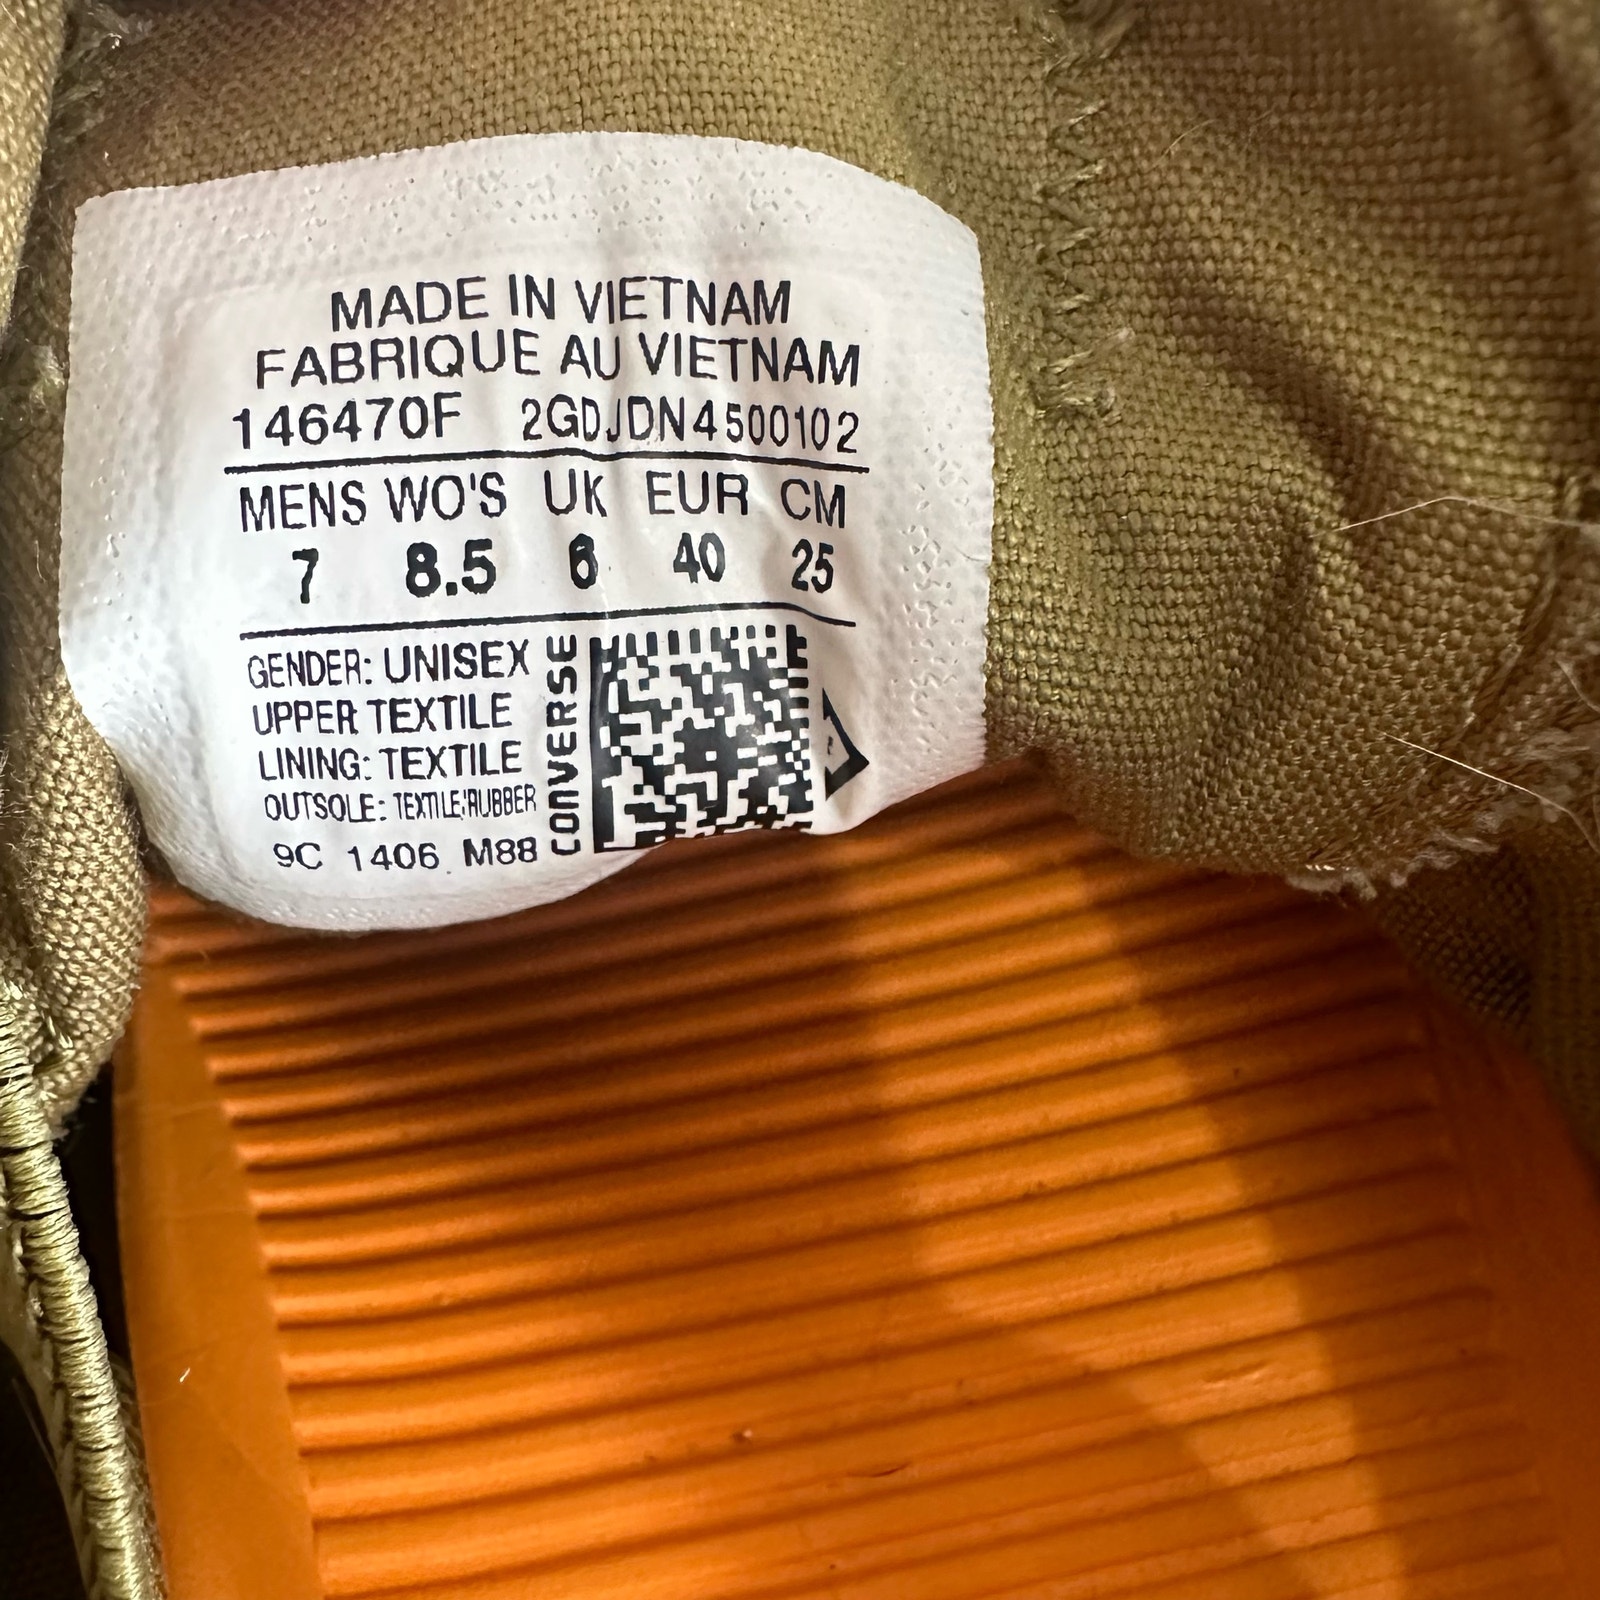 MADE IN VIETNAM
FABRIQUE AU VIETNAM
146470F 2GDJDN4500102
MENS WO'S UK EUR CM
7 8.5 6 40 25
GENDER: UNISEX
UPPER TEXTILE
LINING: TEXTILE
OUTSOLE: TEXTILE/RUBBER
9C 1406 M88
CONVERSE